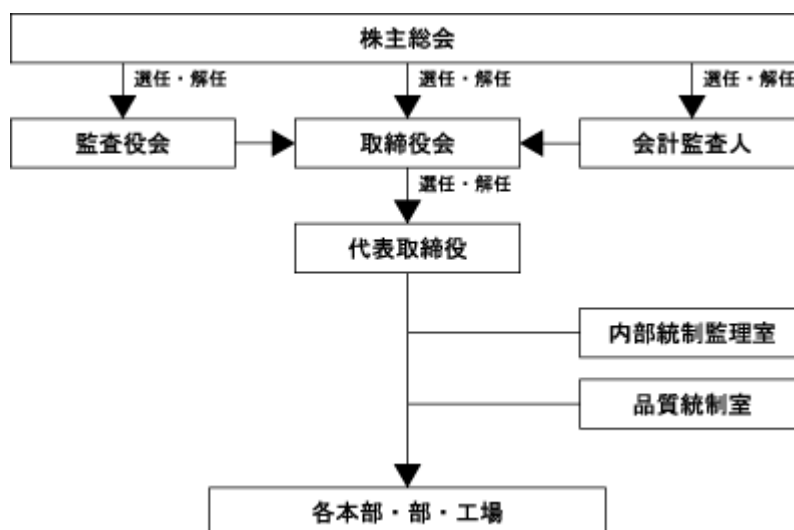 株主総会
選任・解任
選任・解任
選任・解任
監査役会
取締役会
会計監査人
選任・解任
代表取締役
内部統制監理室
品質統制室
各本部・部・工場